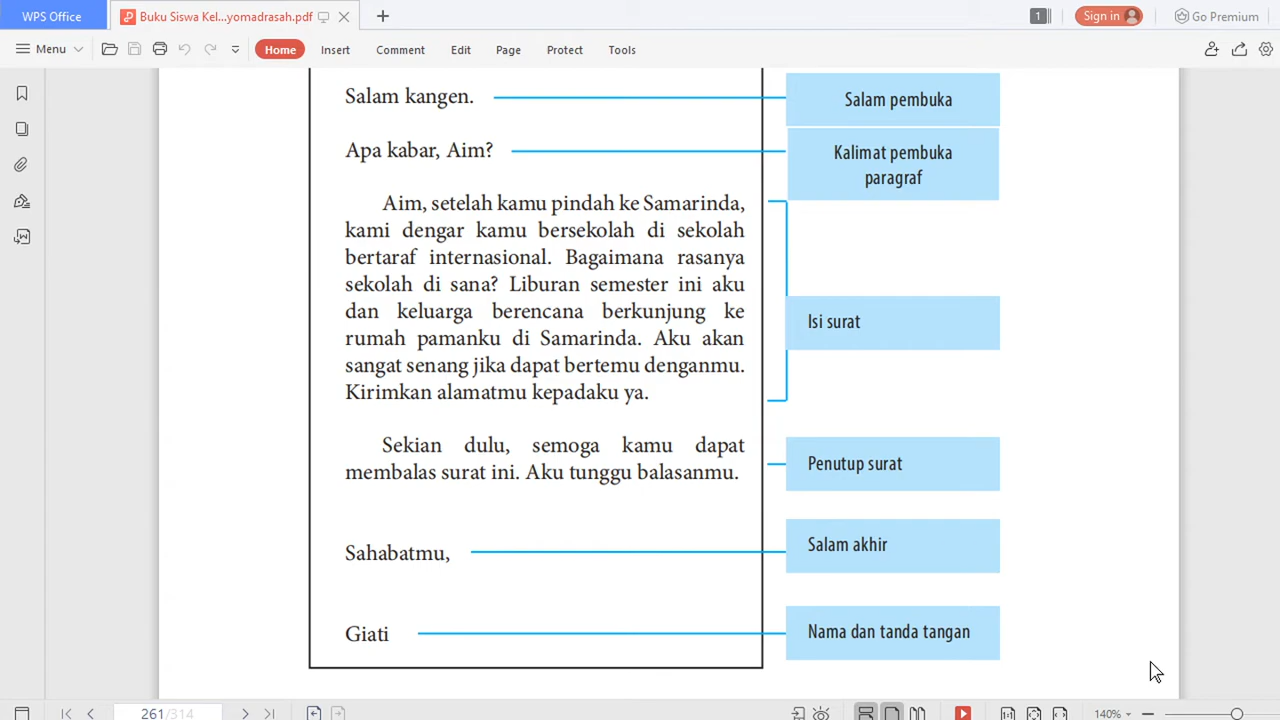 WPS Office
Buku Siswa Kel...yomadrasah.pdf
1
Sign in
Go Premium
Menu
Home
Insert
Comment
Edit
Page
Protect
Tools
Salam kangen.
Salam pembuka
Apa kabar, Aim?
Kalimat pembuka
paragraf
Aim, setelah kamu pindah ke Samarinda,
kami dengar kamu bersekolah di sekolah
bertaraf internasional. Bagaimana rasanya
sekolah di sana? Liburan semester ini aku
dan keluarga berencana berkunjung ke
rumah pamanku di Samarinda. Aku akan
sangat senang jika dapat bertemu denganmu.
Kirimkan alamatmu kepadaku ya.
Isi surat
Sekian dulu, semoga kamu dapat
membalas surat ini. Aku tunggu balasanmu.
Penutup surat
Sahabatmu,
Salam akhir
Giati
Nama dan tanda tangan
261/314
140%